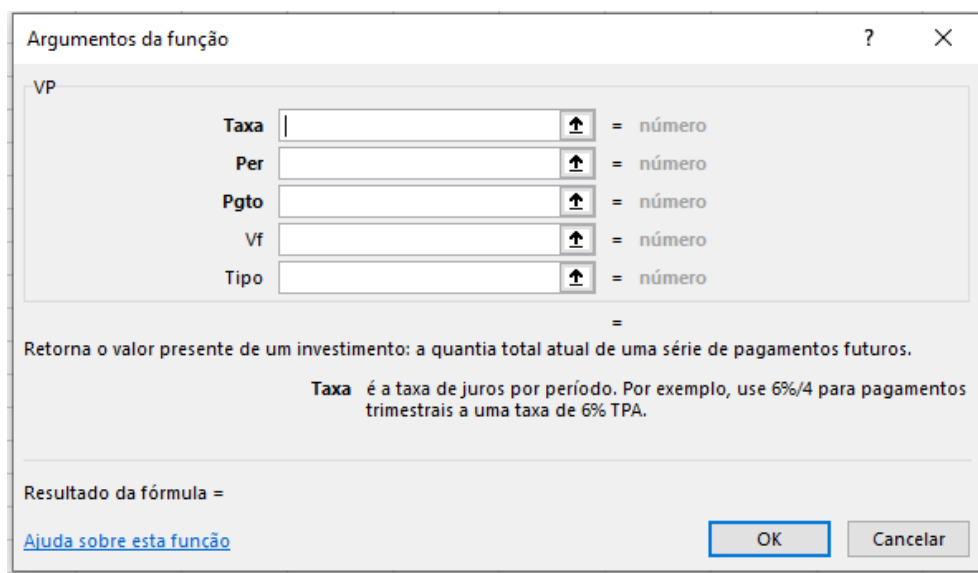 Argumentos da função ? X
VP
Taxa = número
Per = número
Pgto = número
Vf = número
Tipo = número
=
Retorna o valor presente de um investimento: a quantia total atual de uma série de pagamentos futuros.
Taxa é a taxa de juros por período. Por exemplo, use 6%/4 para pagamentos
trimestrais a uma taxa de 6% TPA.
Resultado da fórmula =
Ajuda sobre esta função OK Cancelar